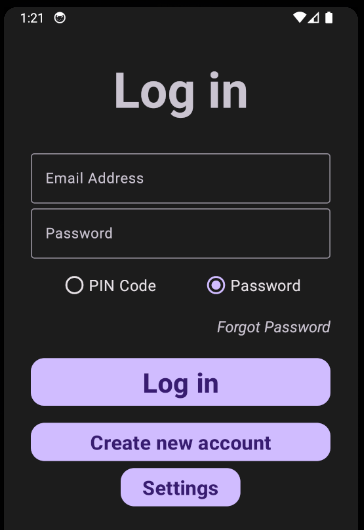 1:21
Log in
Email Address
Password
PIN Code Password
Forgot Password
Log in
Create new account
Settings